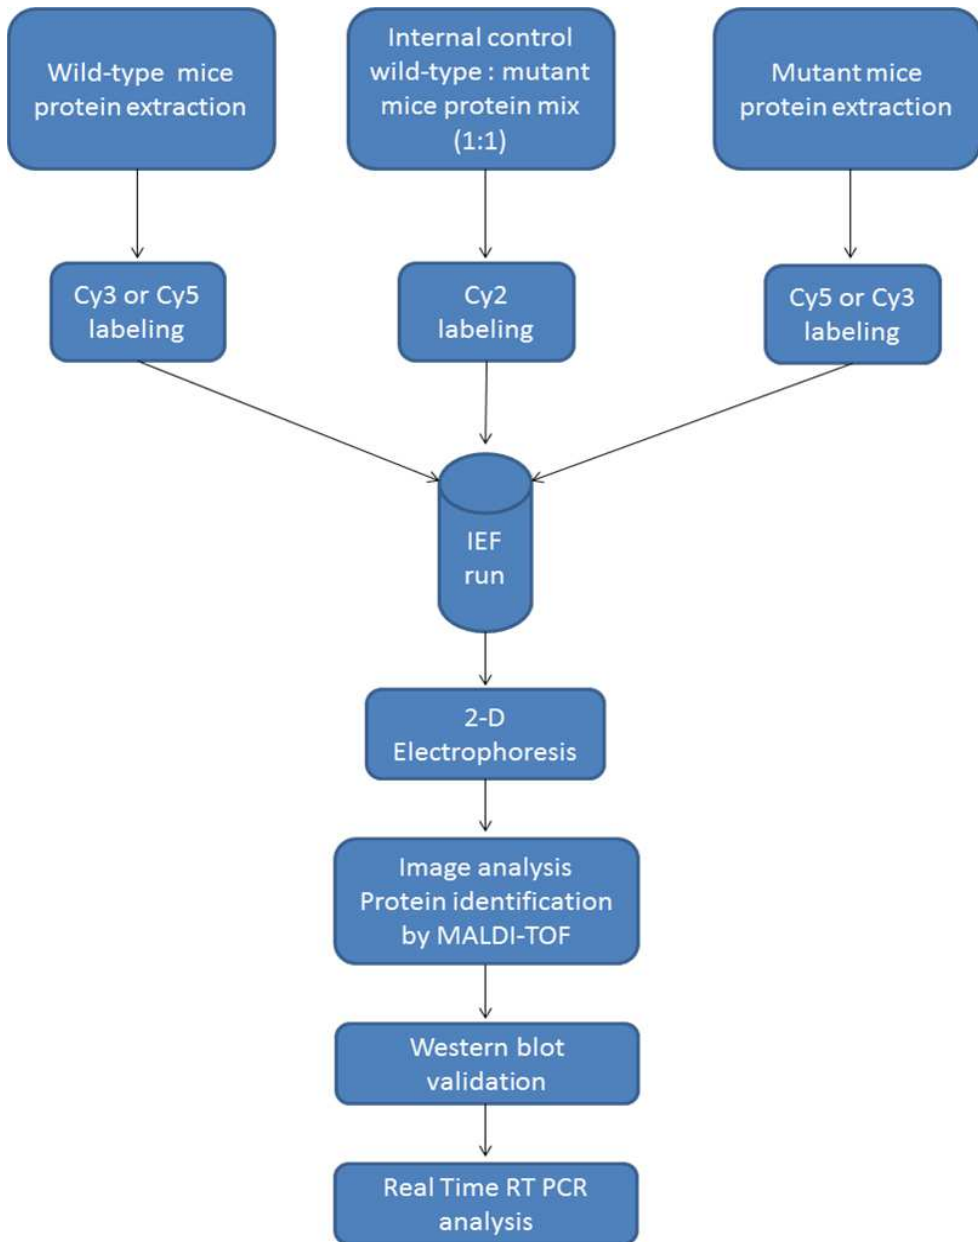 Wild-type mice
protein extraction
Internal control
wild-type : mutant
mice protein mix
(1:1)
Mutant mice
protein extraction
Cy3 or Cy5
labeling
Cy2
labeling
Cy5 or Cy3
labeling
IEF
run
2-D
Electrophoresis
Image analysis
Protein identification
by MALDI-TOF
Western blot
validation
Real Time RT PCR
analysis